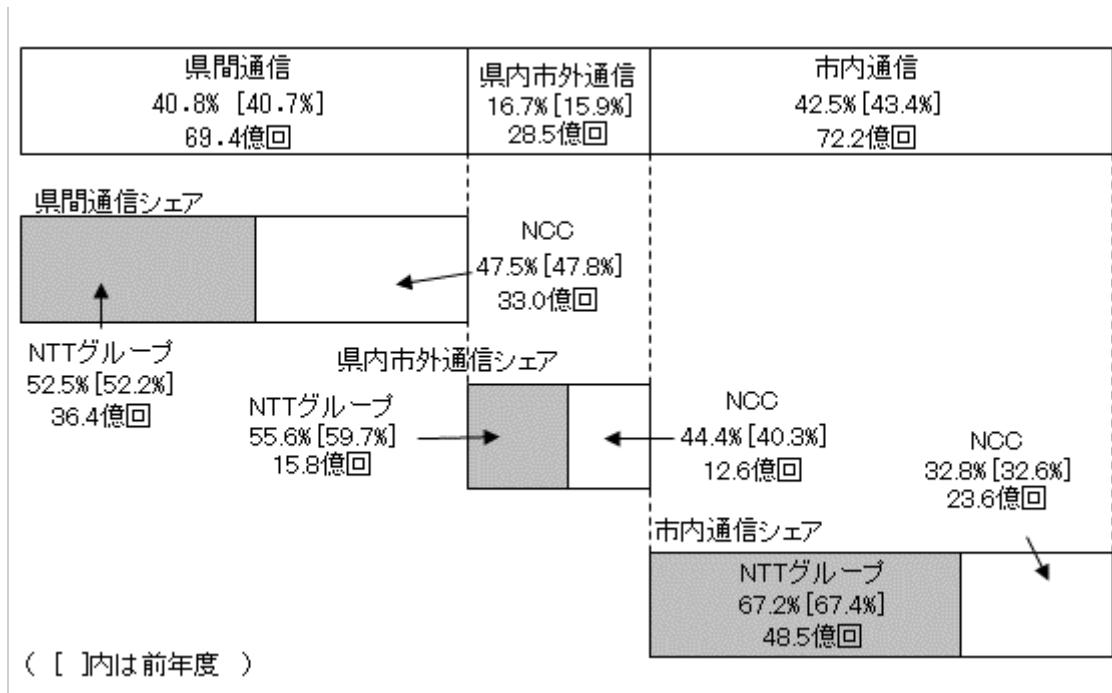 県間通信
40.8% [40.7%]
69.4億回
県内市外通信
16.7% [15.9%]
28.5億回
市内通信
42.5% [43.4%]
72.2億回
県間通信シェア
NCC
47.5% [47.8%]
33.0億回
NTTグループ
52.5% [52.2%]
36.4億回
県内市外通信シェア
NTTグループ
55.6% [59.7%]
15.8億回
NCC
44.4% [40.3%]
12.6億回
NCC
32.8% [32.6%]
23.6億回
市内通信シェア
NTTグループ
67.2% [67.4%]
48.5億回
( [ ]内は前年度 )